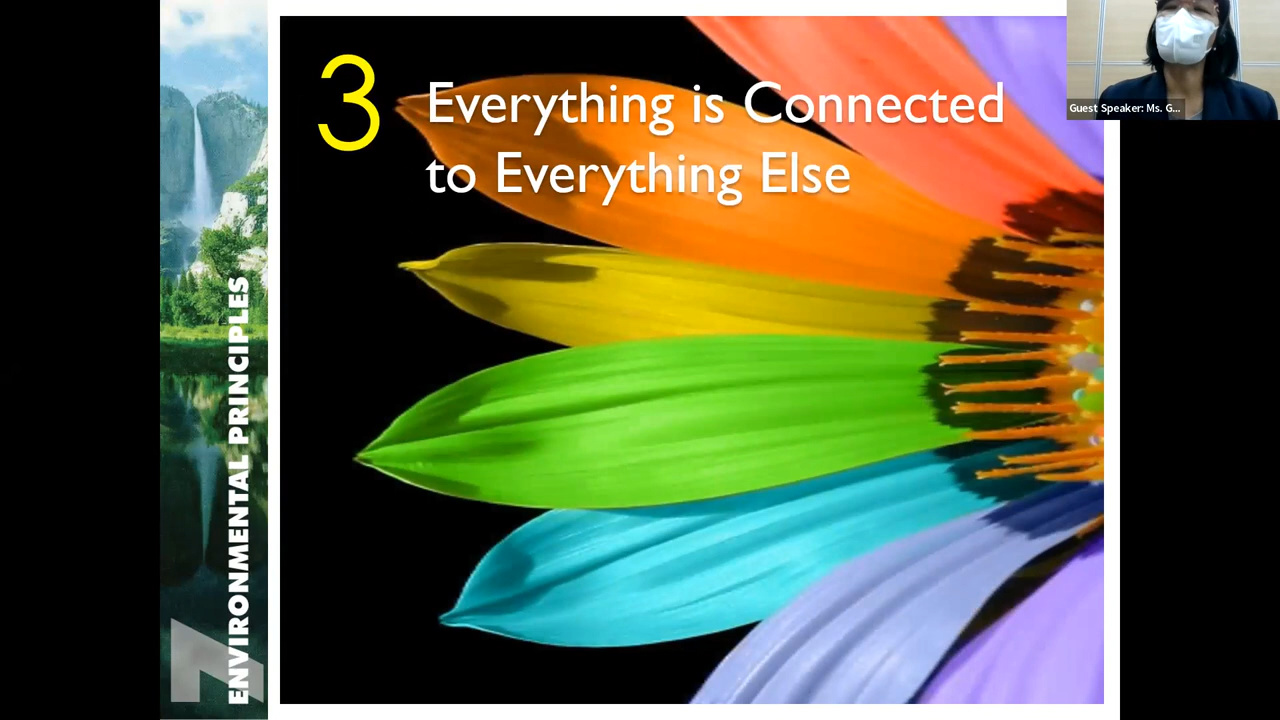 3
Everything is Connected
to Everything Else
7
ENVIRONMENTAL PRINCIPLES
Guest Speaker: Ms. G...